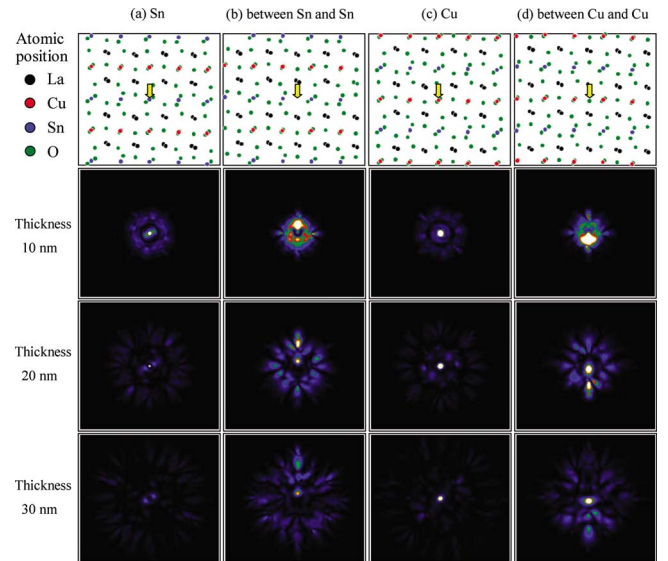 (a) Sn
(b) between Sn and Sn
(c) Cu
(d) between Cu and Cu
Atomic
position
La
Cu
Sn
O
Thickness
10 nm
Thickness
20 nm
Thickness
30 nm